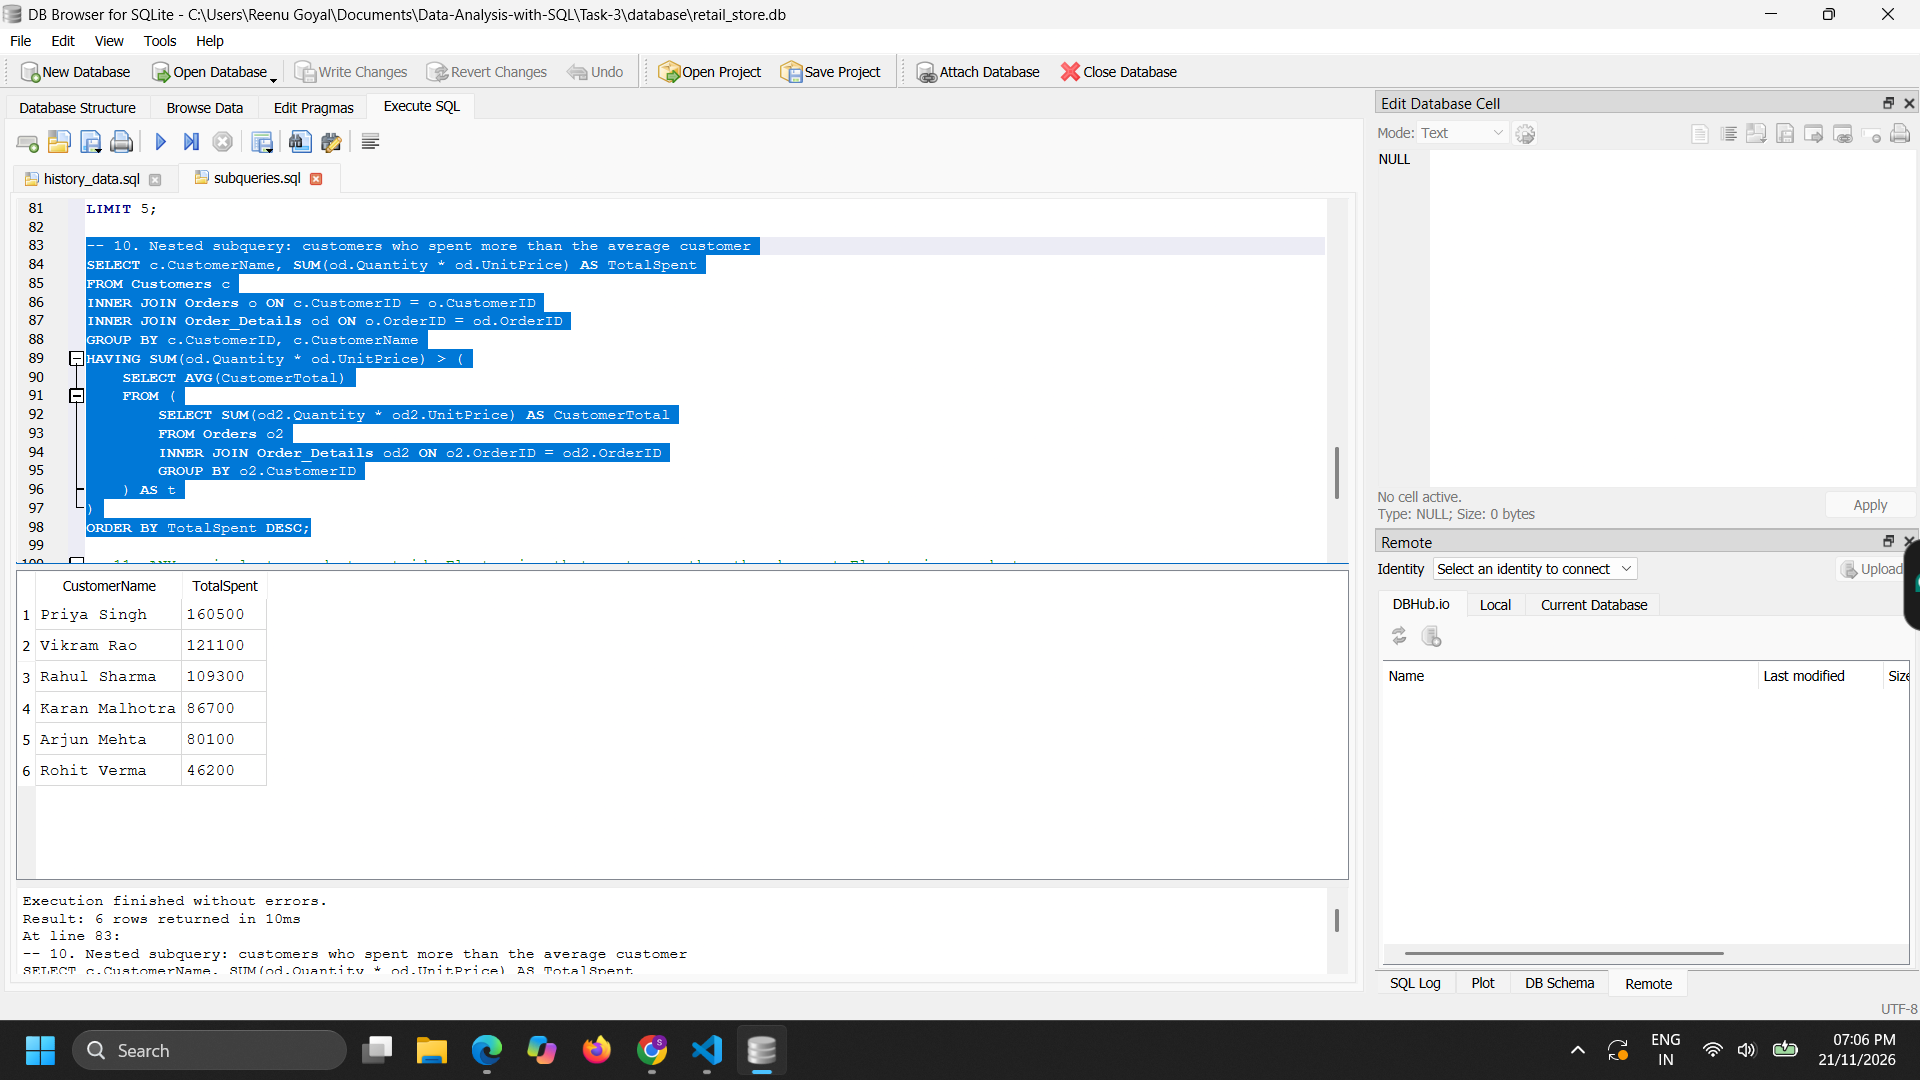 DB Browser for SQLite - C:\Users\Reenu Goyal\Documents\Data-Analysis-with-SQL\Task-3\database\retail_store.db
File Edit View Tools Help
New Database Open Database Write Changes Revert Changes Undo Open Project Save Project Attach Database Close Database
Database Structure Browse Data Edit Pragmas Execute SQL
history_data.sql subqueries.sql
81 LIMIT 5;
82
83 -- 10. Nested subquery: customers who spent more than the average customer
84 SELECT c.CustomerName, SUM(od.Quantity * od.UnitPrice) AS TotalSpent
85 FROM Customers c
86 INNER JOIN Orders o ON c.CustomerID = o.CustomerID
87 INNER JOIN Order_Details od ON o.OrderID = od.OrderID
88 GROUP BY c.CustomerID, c.CustomerName
89 HAVING SUM(od.Quantity * od.UnitPrice) > (
90 SELECT AVG(CustomerTotal)
91 FROM (
92 SELECT SUM(od2.Quantity * od2.UnitPrice) AS CustomerTotal
93 FROM Orders o2
94 INNER JOIN Order_Details od2 ON o2.OrderID = od2.OrderID
95 GROUP BY o2.CustomerID
96 ) AS t
97 )
98 ORDER BY TotalSpent DESC;
99
CustomerName TotalSpent
1 Priya Singh 160500
2 Vikram Rao 121100
3 Rahul Sharma 109300
4 Karan Malhotra 86700
5 Arjun Mehta 80100
6 Rohit Verma 46200
Execution finished without errors.
Result: 6 rows returned in 10ms
At line 83:
-- 10. Nested subquery: customers who spent more than the average customer
SELECT c.CustomerName, SUM(od.Quantity * od.UnitPrice) AS TotalSpent
Edit Database Cell
Mode: Text
NULL
No cell active.
Type: NULL; Size: 0 bytes
Apply
Remote
Identity Select an identity to connect Upload
DBHub.io Local Current Database
Name Last modified Size
SQL Log Plot DB Schema Remote
UTF-8
Search
ENG
IN
07:06 PM
21/11/2026